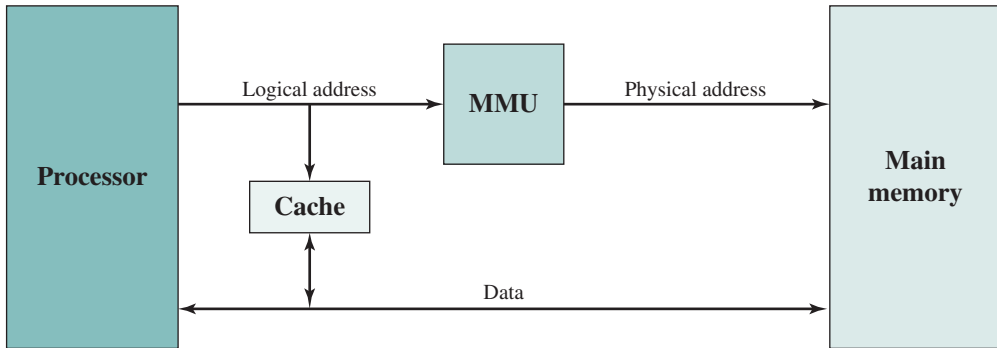 Processor
Logical address
MMU
Physical address
Main
memory
Cache
Data